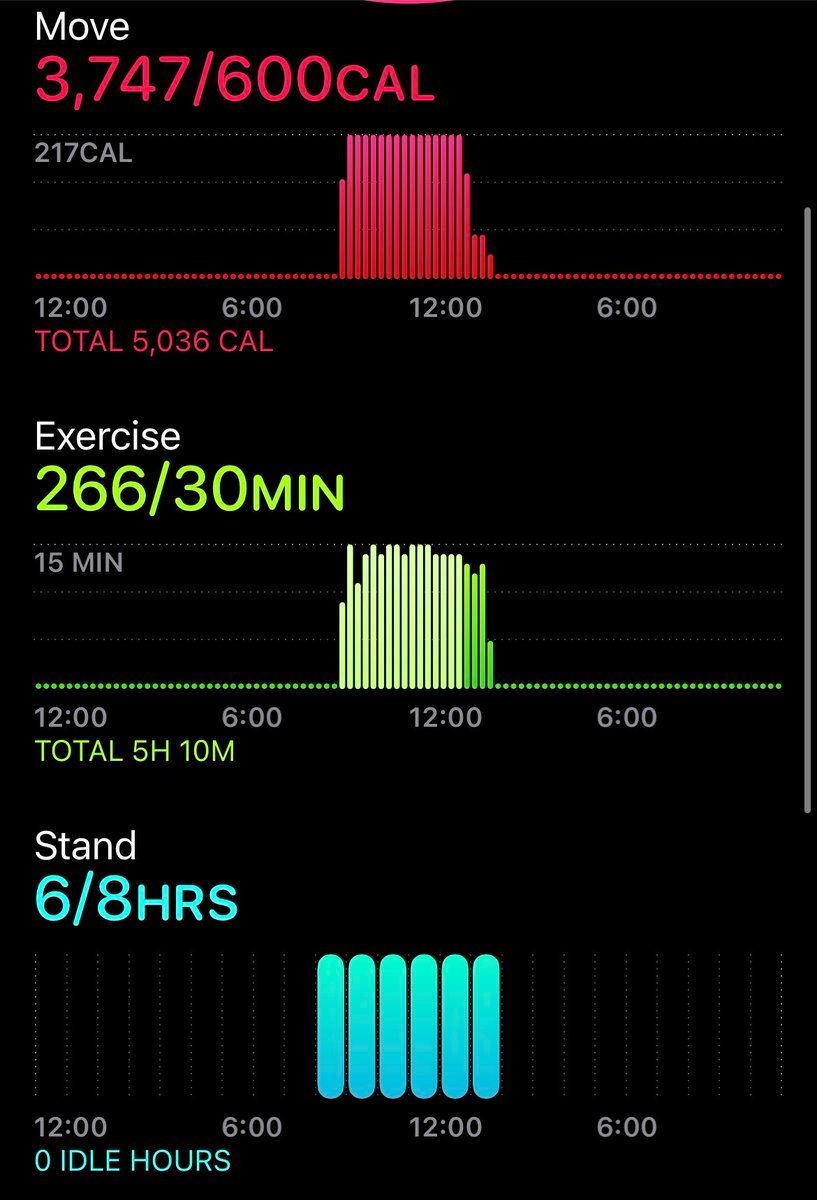 Move
3,747/600CAL
217CAL
12:00 6:00 12:00 6:00
TOTAL 5,036 CAL
Exercise
266/30MIN
15 MIN
12:00 6:00 12:00 6:00
TOTAL 5H 10M
Stand
6/8HRS
12:00 6:00 12:00 6:00
0 IDLE HOURS